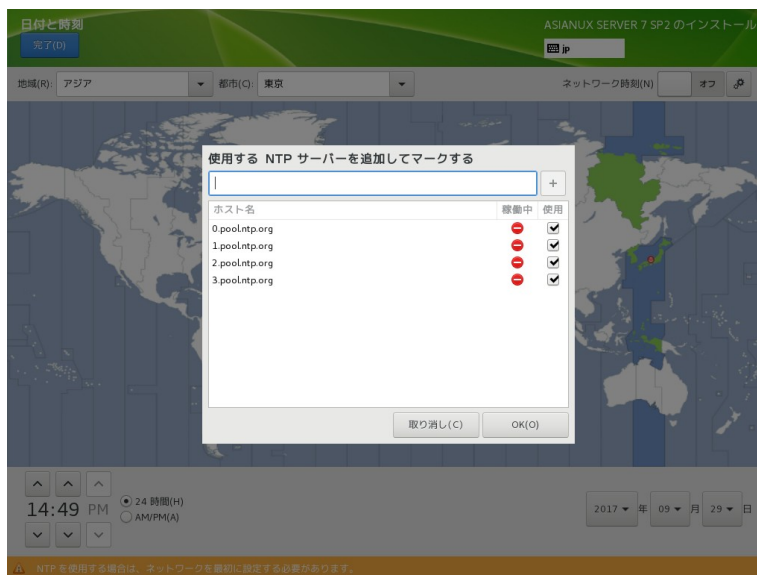 日付と時刻
ASIANUX SERVER 7 SP2 のインストール
完了(D)
jp
地域(R): アジア 都市(C): 東京 ネットワーク時刻(N) オフ
使用する NTP サーバーを追加してマークする
+
ホスト名 稼働中 使用
0.pool.ntp.org
1.pool.ntp.org
2.pool.ntp.org
3.pool.ntp.org
取り消し(C) OK(O)
14:49 PM
24 時間(H)
AM/PM(A)
2017 年 09 月 29 日
NTP を使用する場合は、ネットワークを最初に設定する必要があります。